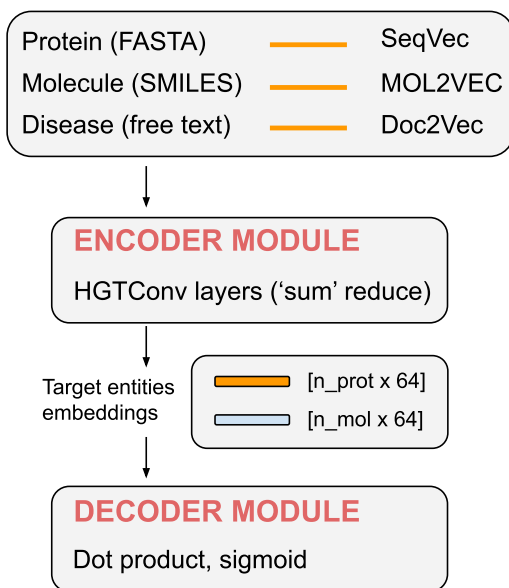 Protein (FASTA) SeqVec
Molecule (SMILES) MOL2VEC
Disease (free text) Doc2Vec
ENCODER MODULE
HGTConv layers (‘sum’ reduce)
Target entities
embeddings
[n_prot x 64]
[n_mol x 64]
DECODER MODULE
Dot product, sigmoid